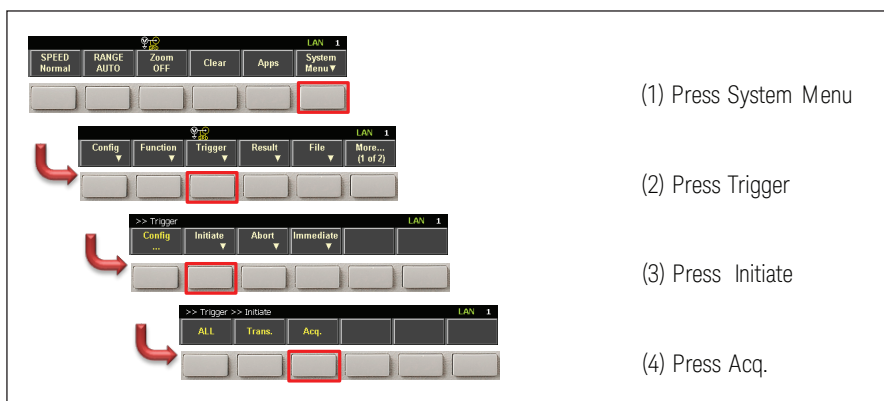 LAN 1
SPEED Normal RANGE AUTO Zoom OFF Clear Apps System Menu▼
(1) Press System Menu
LAN 1
Config ▼ Function ▼ Trigger ▼ Result ▼ File ▼ More... (1 of 2)
(2) Press Trigger
>> Trigger LAN 1
Config ... Initiate ▼ Abort ▼ Immediate ▼
(3) Press Initiate
>> Trigger >> Initiate LAN 1
ALL Trans. Acq.
(4) Press Acq.